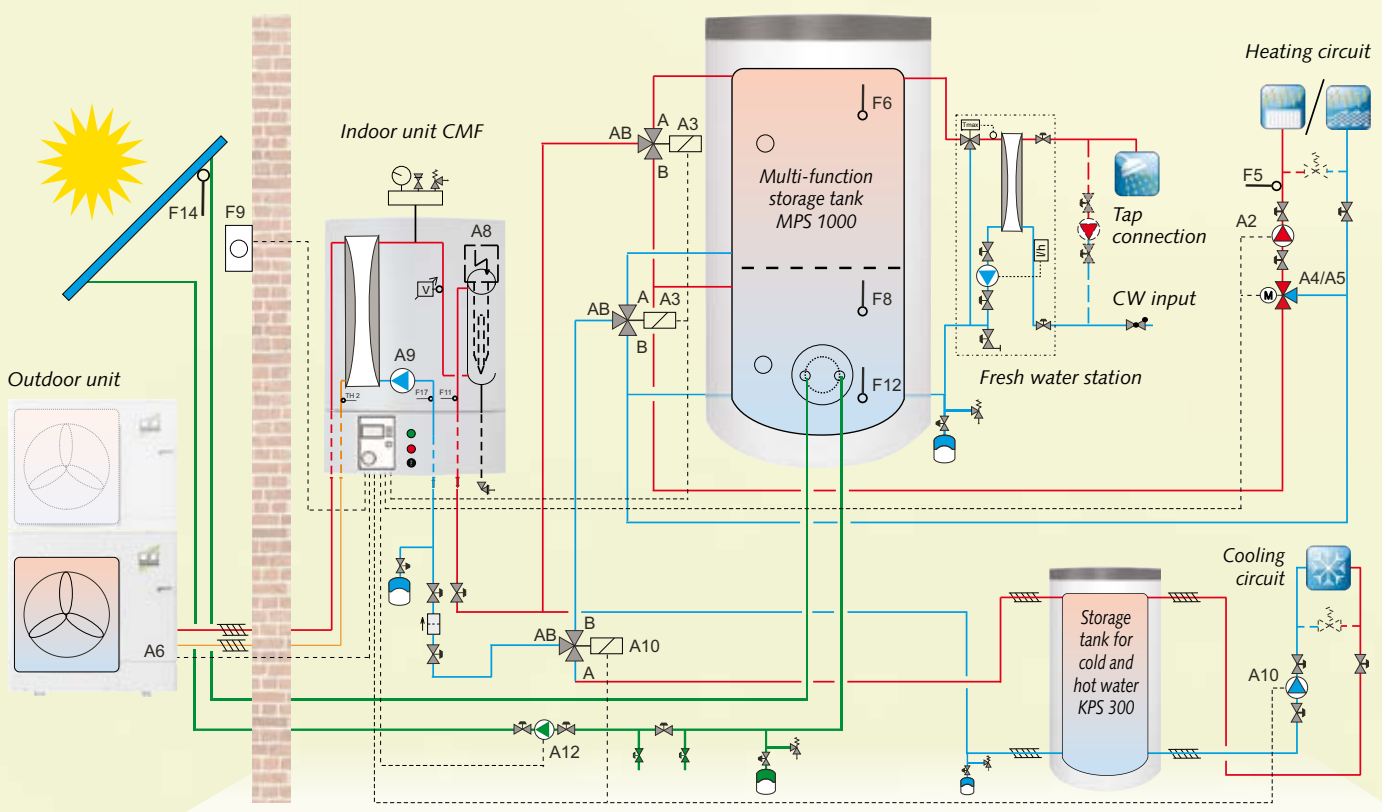 Heating circuit
Indoor unit CMF
A
AB
A3
B
F6
Tmax
Multi-function
storage tank
MPS 1000
F14
F9
A8
V
F5
A2
Tap
connection
l/h
A
AB
A3
B
F8
A4/A5
M
CW input
Outdoor unit
A9
TH 2
F17
F11
F12
Fresh water station
Cooling
circuit
A6
B
AB
A10
A
Storage
tank for
cold and
hot water
KPS 300
A10
A12